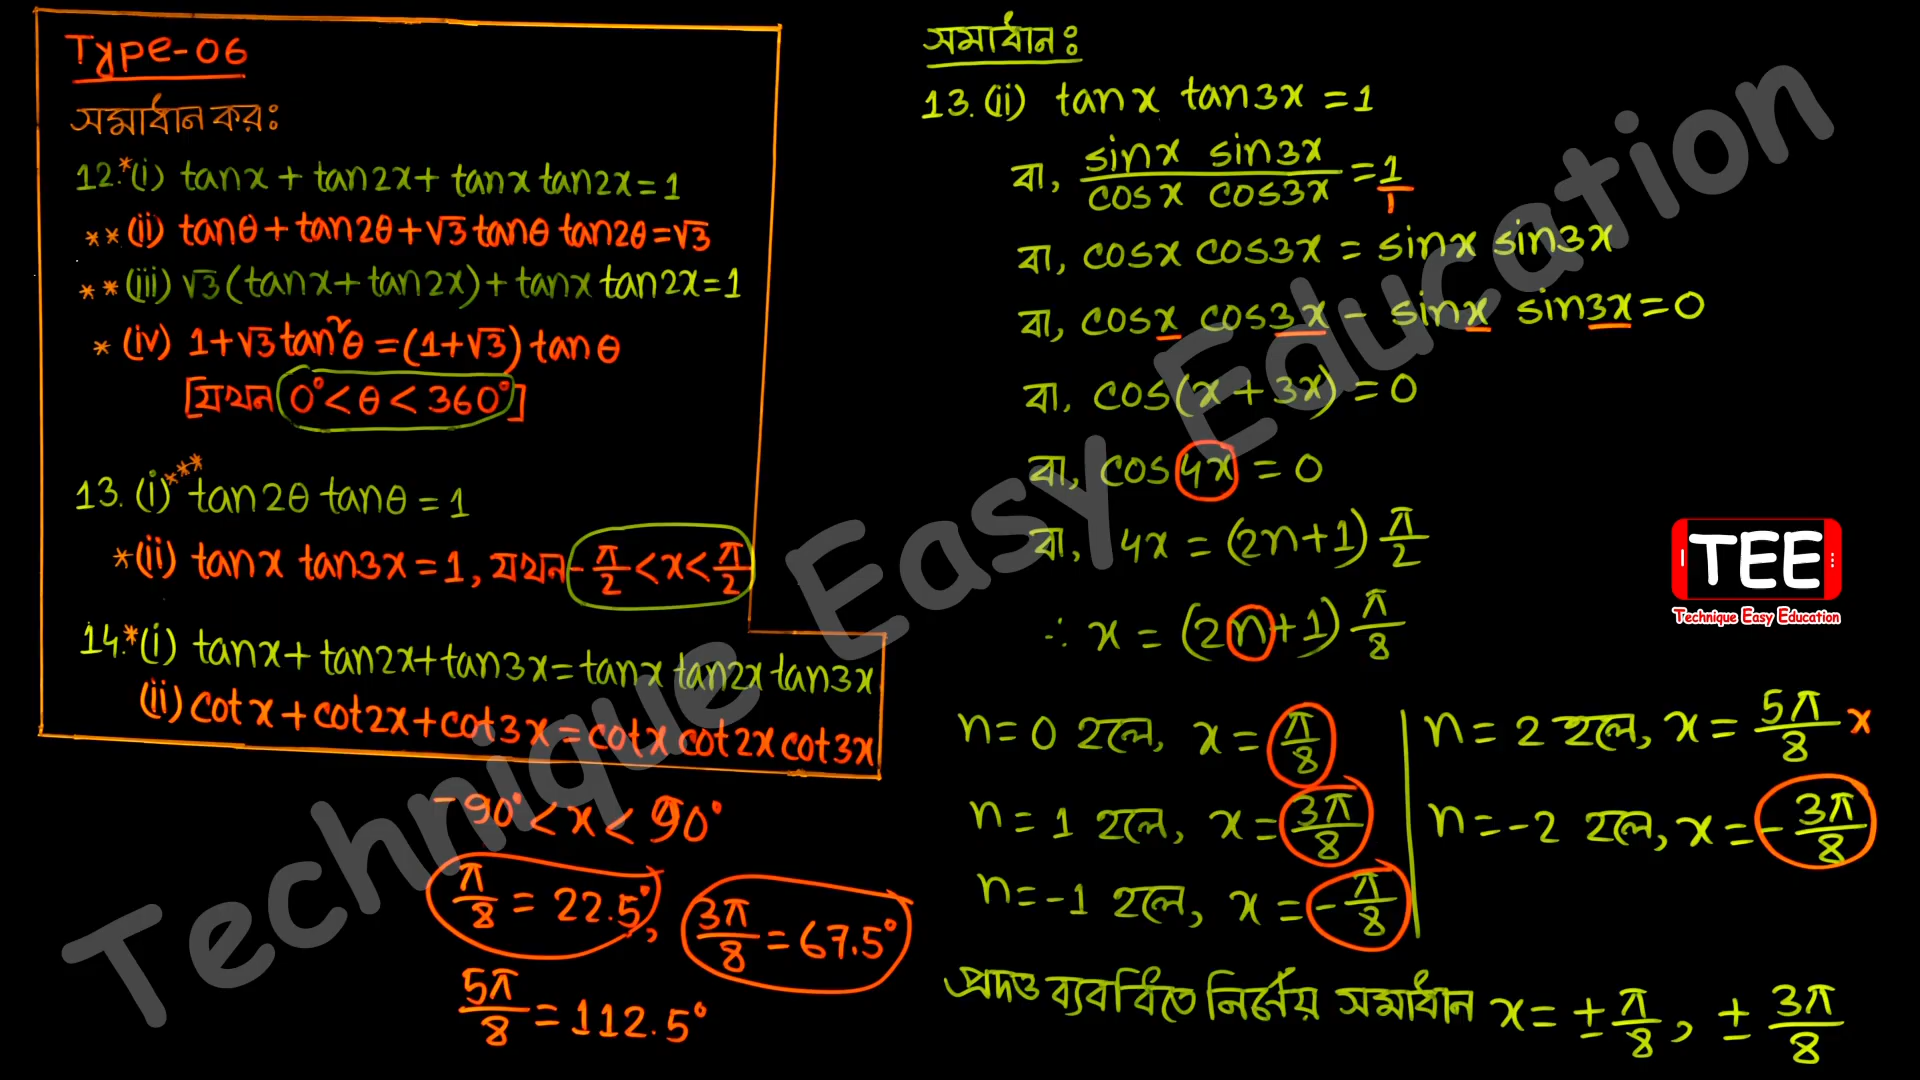 Type-06
সমাধান করঃ
12.*(i) tanx + tan2x + tanx tan2x = 1
**(ii) tanθ + tan2θ + √3 tanθ tan2θ = √3
**(iii) √3 (tanx + tan2x) + tanx tan2x = 1
*(iv) 1+√3 tan²θ = (1+√3) tanθ
[যখন 0° < θ < 360°]
13. (i)*** tan2θ tanθ = 1
*(ii) tanx tan3x = 1, যখন -π/2 < x < π/2
14.*(i) tanx + tan2x + tan3x = tanx tan2x tan3x
(ii) cotx + cot2x + cot3x = cotx cot2x cot3x
-90° < x < 90°
π/8 = 22.5°, 3π/8 = 67.5°
5π/8 = 112.5°
সমাধানঃ
13. (ii) tanx tan3x = 1
বা, sinx sin3x / cosx cos3x = 1/1
বা, cosx cos3x = sinx sin3x
বা, cosx cos3x - sinx sin3x = 0
বা, cos(x + 3x) = 0
বা, cos4x = 0
বা, 4x = (2n+1) π/2
∴ x = (2n+1) π/8
n = 0 হলে, x = π/8
n = 1 হলে, x = 3π/8
n = -1 হলে, x = -π/8
n = 2 হলে, x = 5π/8 x
n = -2 হলে, x = -3π/8
প্রদত্ত ব্যবধিতে নির্ণেয় সমাধান x = ± π/8, ± 3π/8
TEE
Technique Easy Education
Technique Easy Education